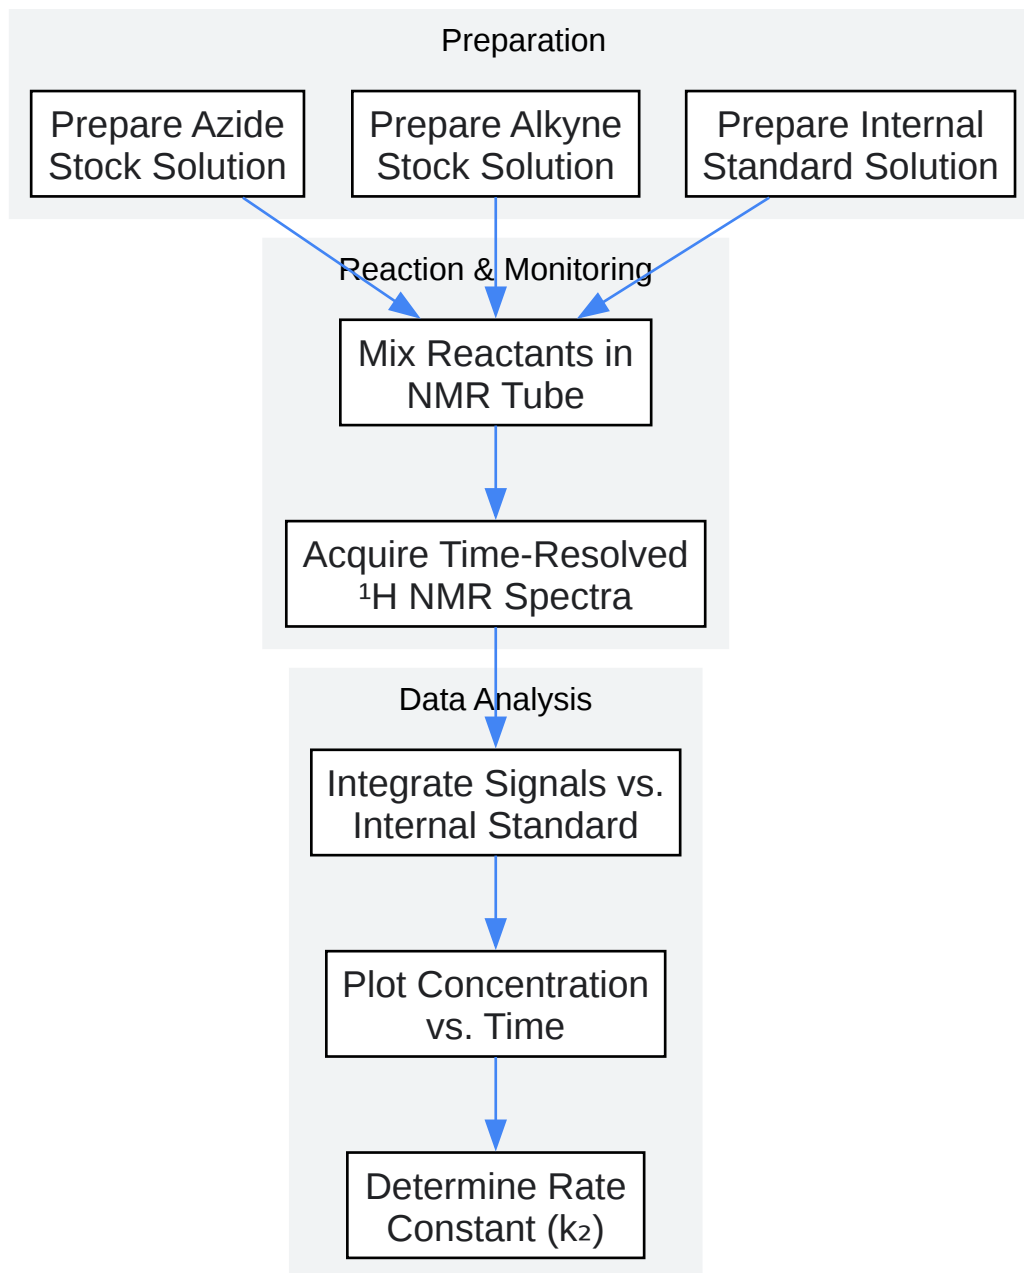 Preparation
Prepare Azide
Stock Solution
Prepare Alkyne
Stock Solution
Prepare Internal
Standard Solution
Reaction & Monitoring
Mix Reactants in
NMR Tube
Acquire Time-Resolved
¹H NMR Spectra
Data Analysis
Integrate Signals vs.
Internal Standard
Plot Concentration
vs. Time
Determine Rate
Constant (k₂)